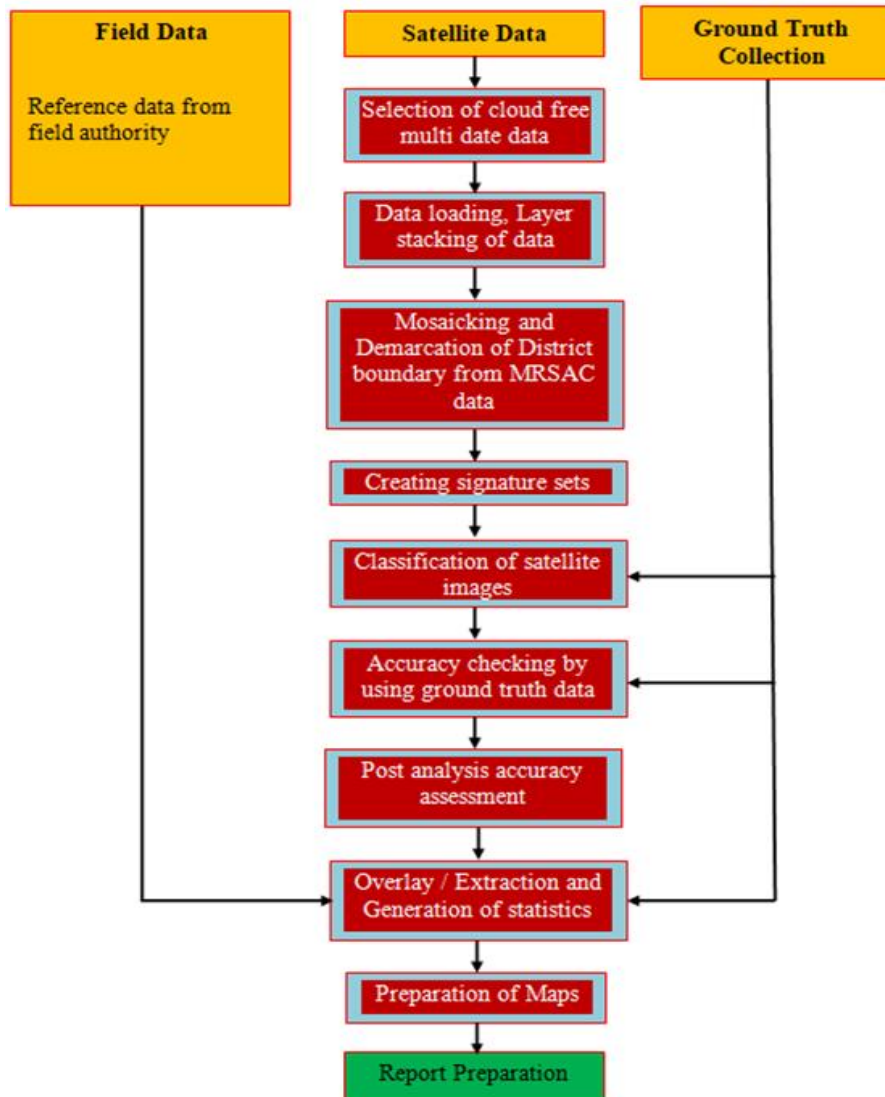 Field Data
Reference data from
field authority
Satellite Data
Ground Truth
Collection
Selection of cloud free
multi date data
Data loading, Layer
stacking of data
Mosaicking and
Demarcation of District
boundary from MRSAC
data
Creating signature sets
Classification of satellite
images
Accuracy checking by
using ground truth data
Post analysis accuracy
assessment
Overlay / Extraction and
Generation of statistics
Preparation of Maps
Report Preparation